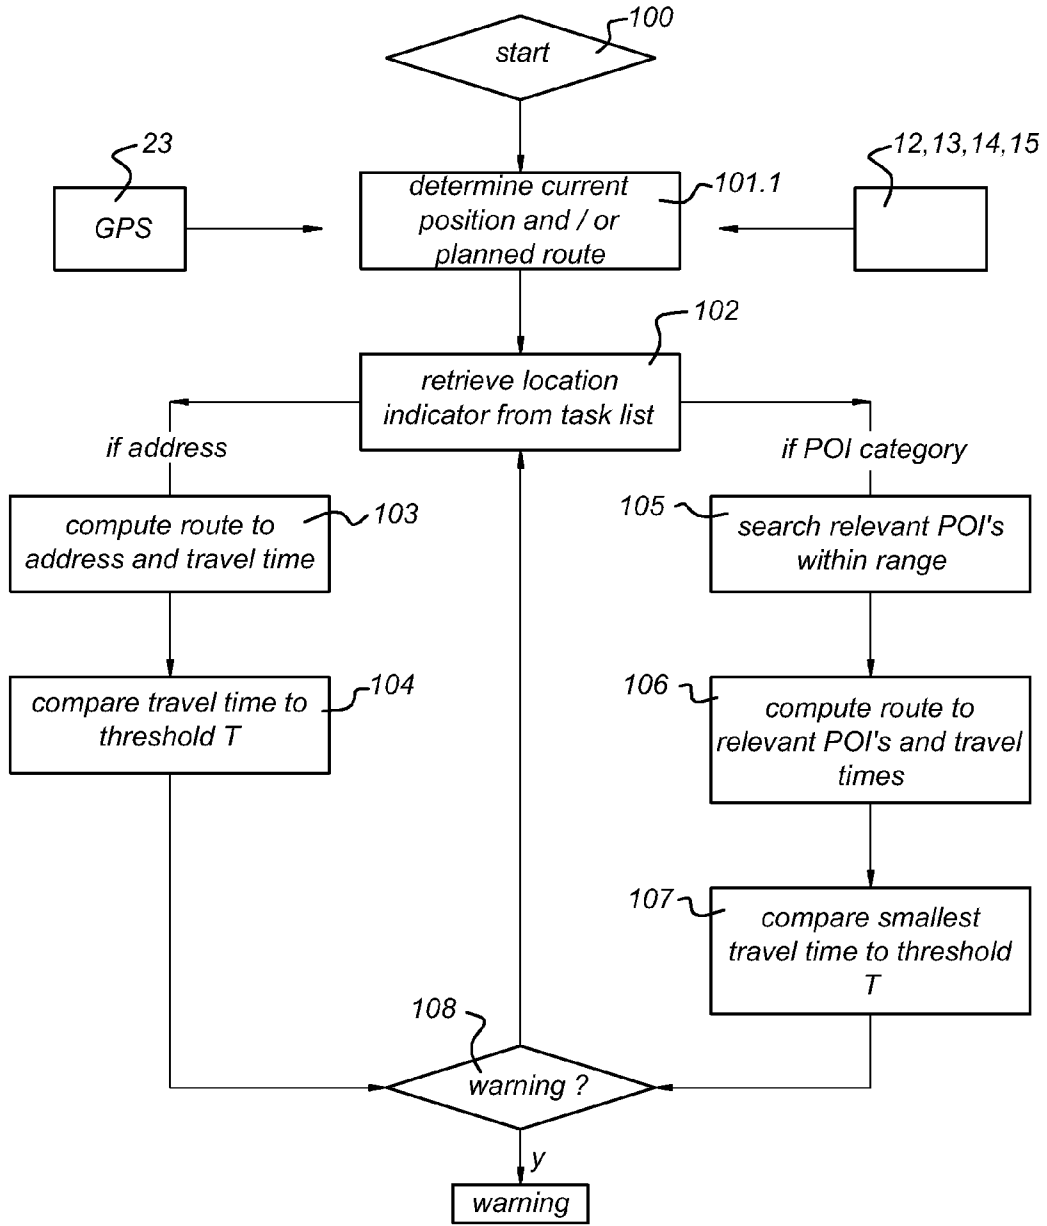 100
start
23
12,13,14,15
GPS
determine current
position and / or
planned route
101.1
102
retrieve location
indicator from task list
if address
if POI category
103
compute route to
address and travel time
105
search relevant POI's
within range
104
compare travel time to
threshold T
106
compute route to
relevant POI's and travel
times
107
compare smallest
travel time to threshold
T
108
warning ?
y
warning